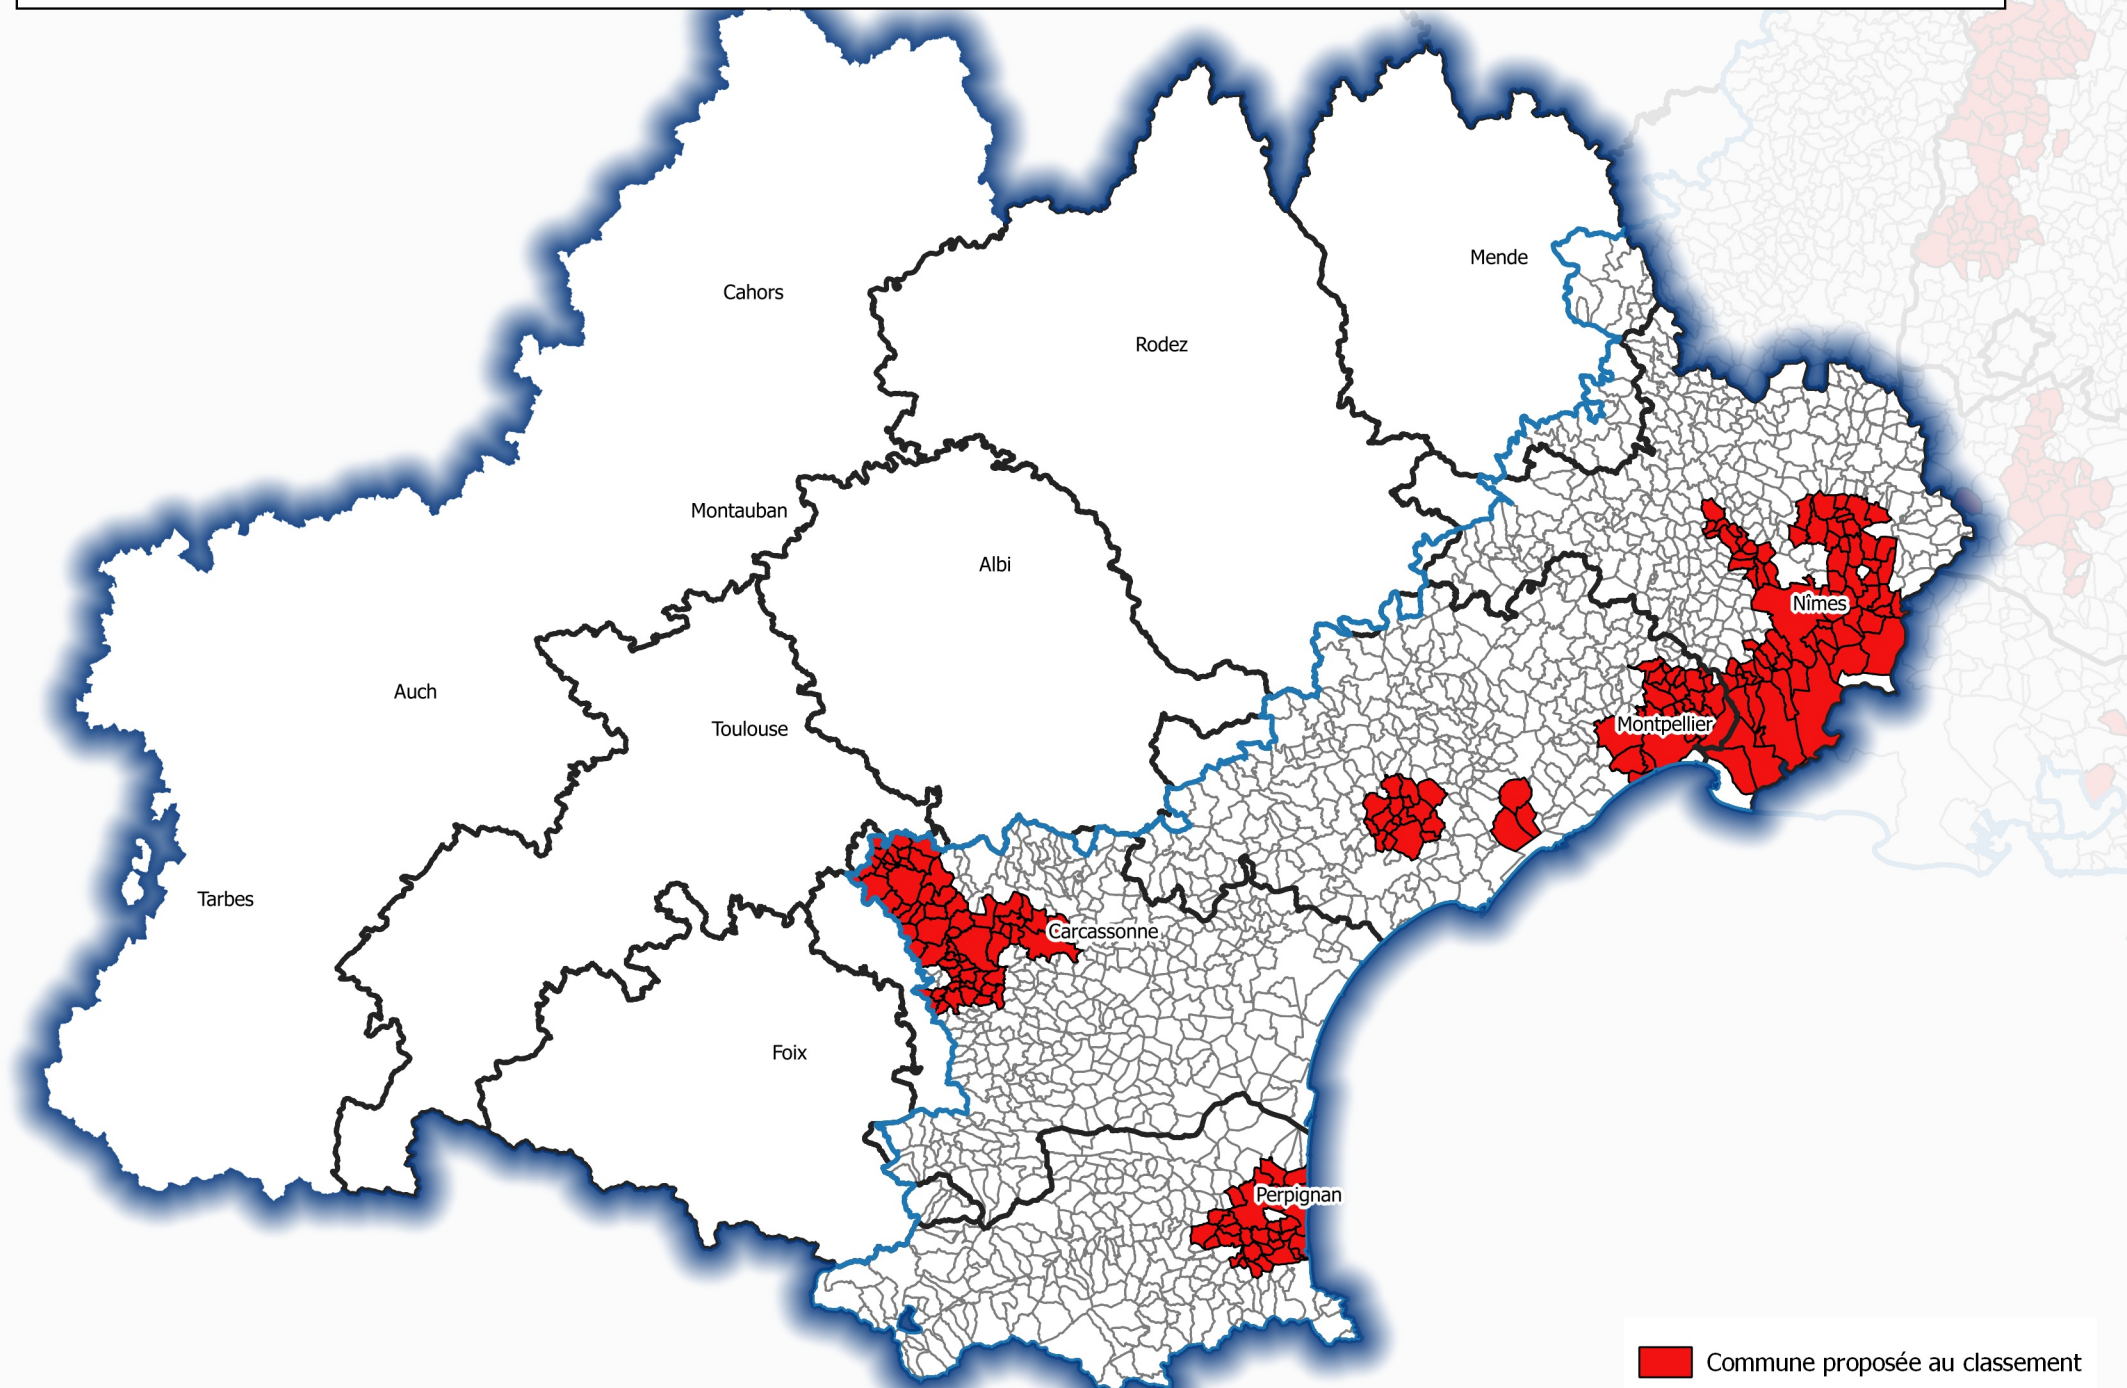 Mende
Cahors
Rodez
Montauban
Albi
Nîmes
Auch
Montpellier
Toulouse
Tarbes
Carcassonne
Foix
Perpignan
Commune proposée au classement